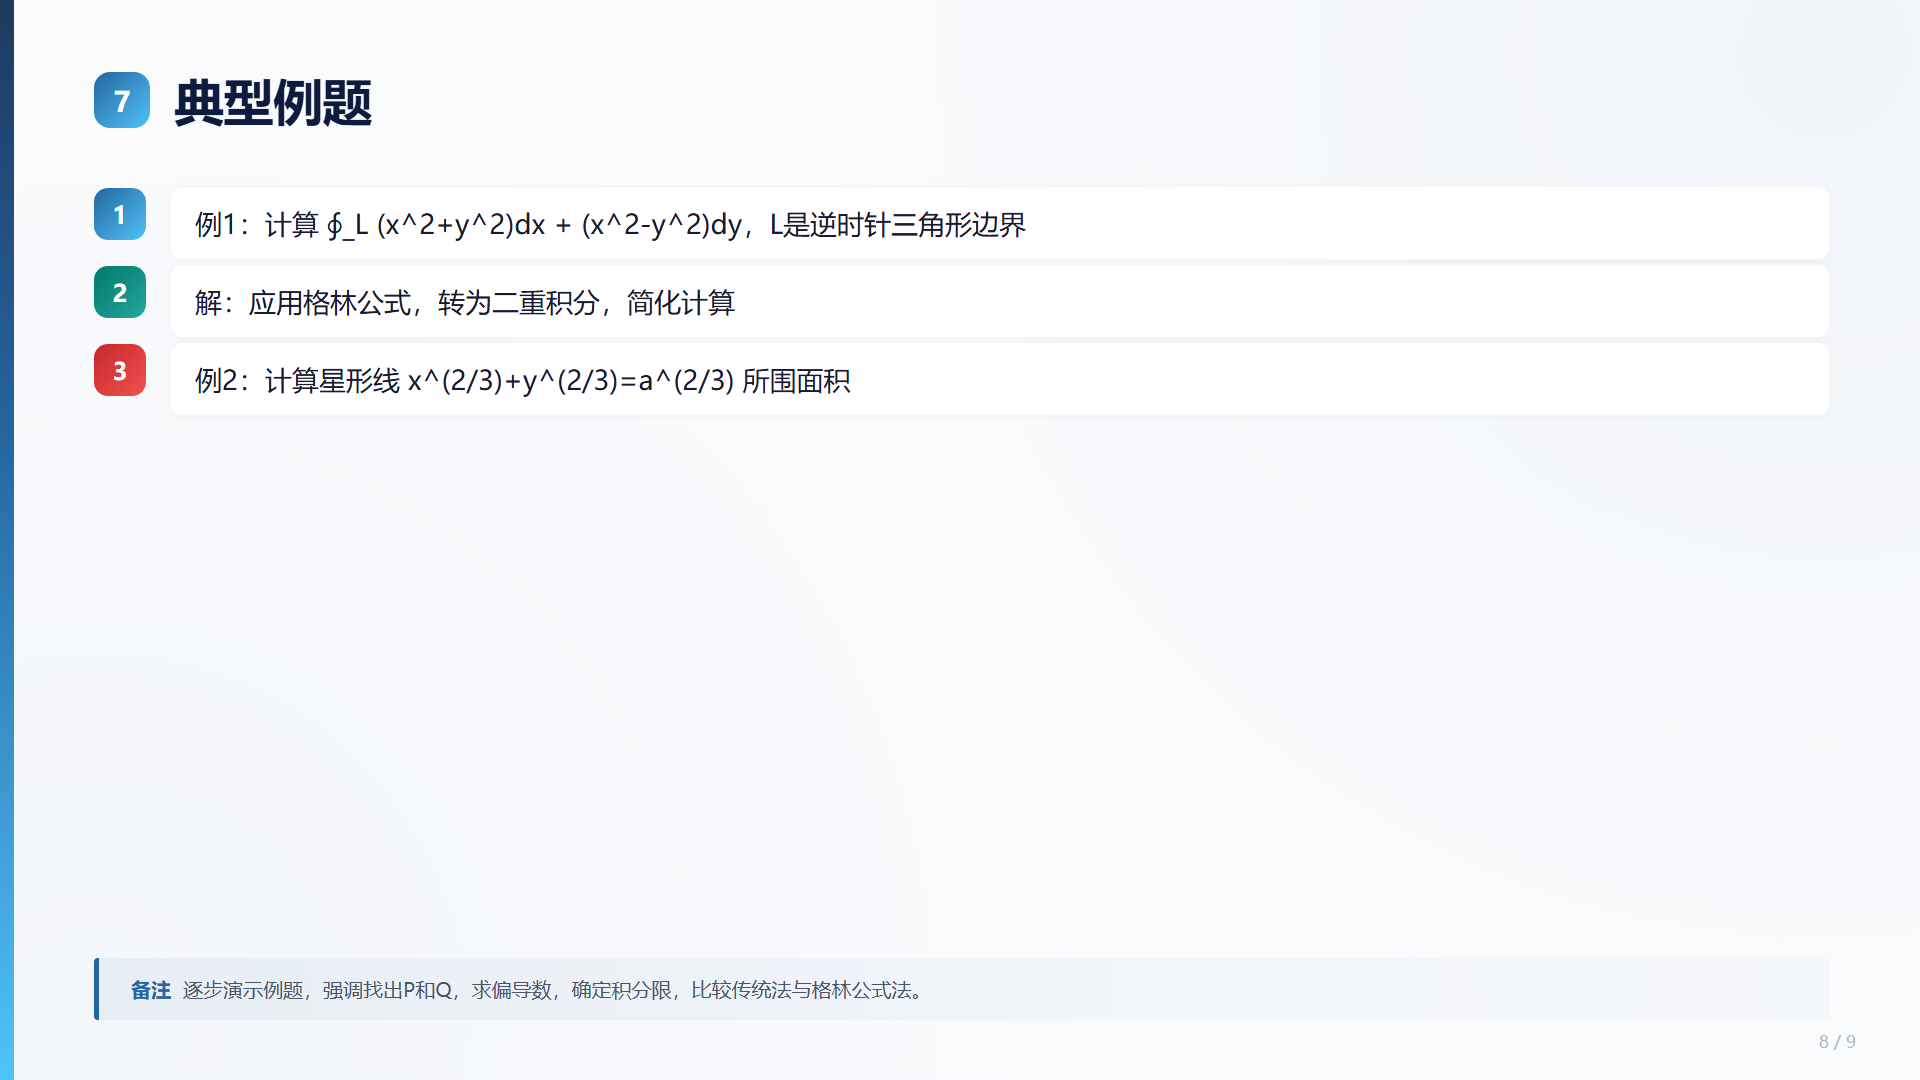 7 典型例题
1 例1：计算 ∮_L (x^2+y^2)dx + (x^2-y^2)dy，L是逆时针三角形边界
2 解：应用格林公式，转为二重积分，简化计算
3 例2：计算星形线 x^(2/3)+y^(2/3)=a^(2/3) 所围面积
备注 逐步演示例题，强调找出P和Q，求偏导数，确定积分限，比较传统法与格林公式法。
8 / 9